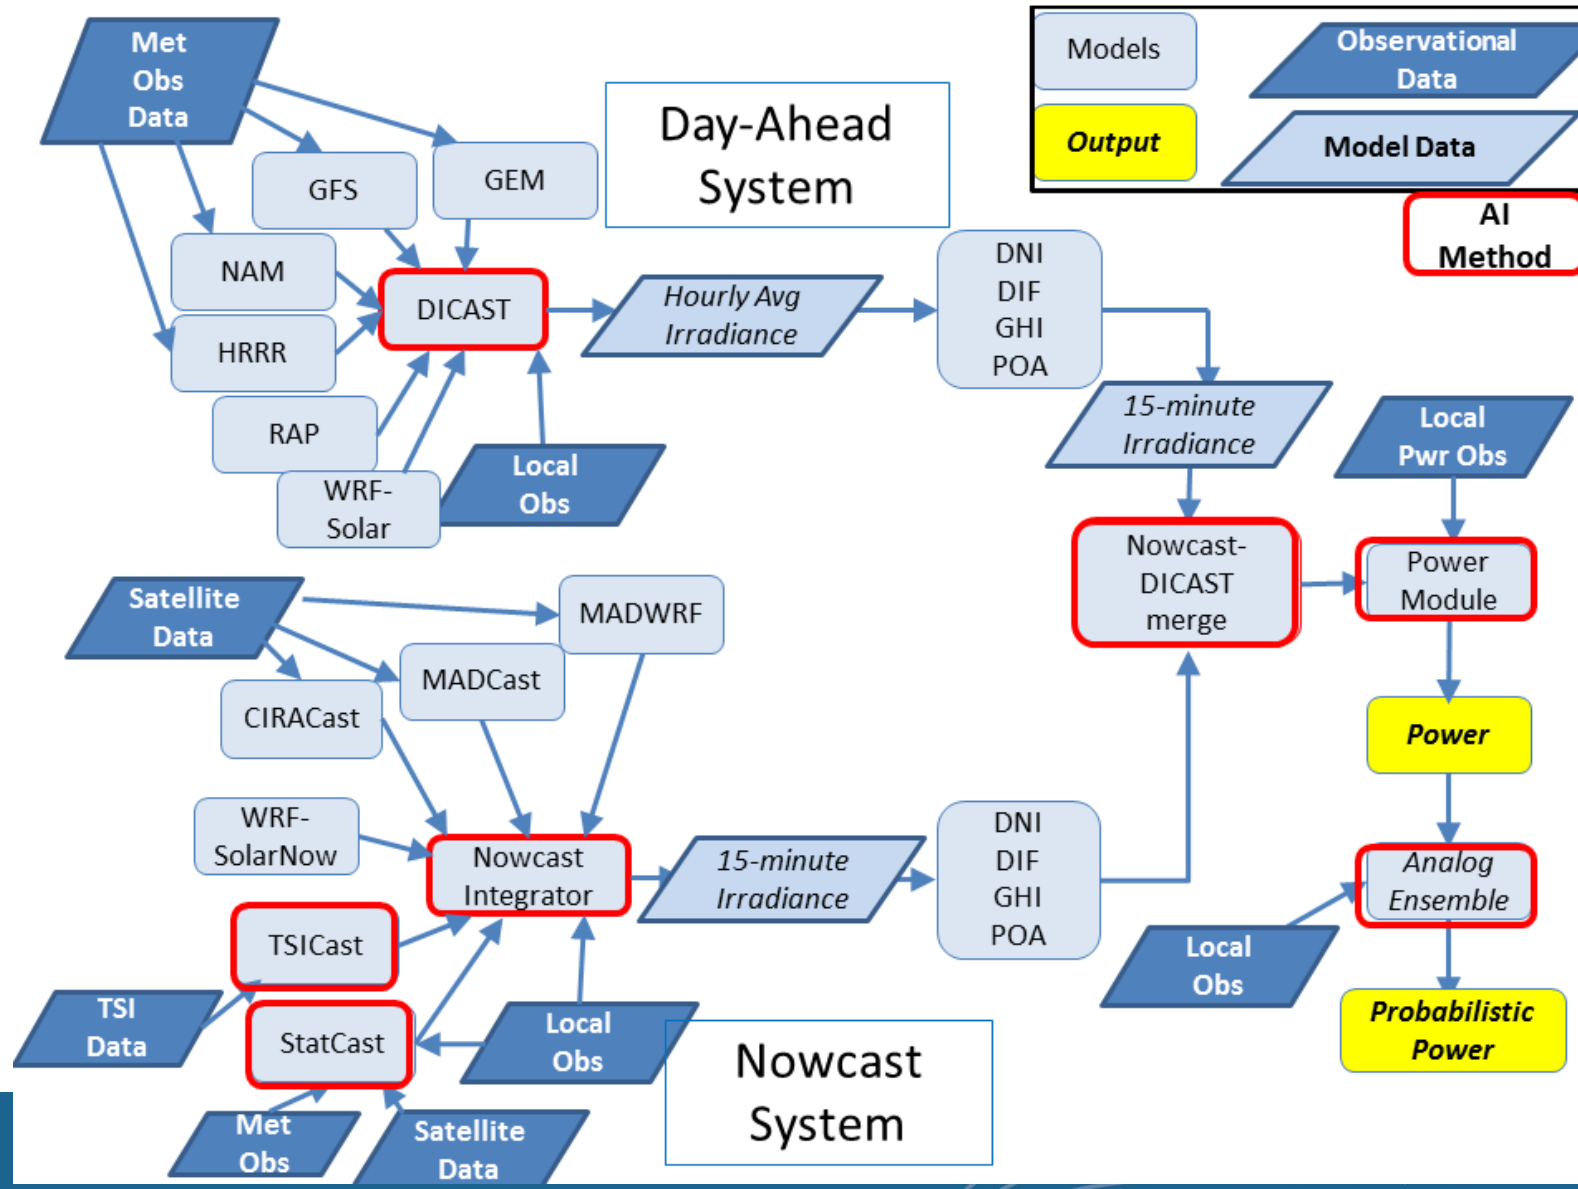 Met
Obs
Data
Day-Ahead
System
Models
Observational
Data
Output
Model Data
AI
Method
GFS
GEM
NAM
DICAST
HRRR
RAP
WRF-
Solar
Local
Obs
Hourly Avg
Irradiance
DNI
DIF
GHI
POA
15-minute
Irradiance
Local
Pwr Obs
Nowcast-
DICAST
merge
Power
Module
Satellite
Data
MADWRF
MADCast
CIRACast
WRF-
SolarNow
Nowcast
Integrator
15-minute
Irradiance
DNI
DIF
GHI
POA
Power
Analog
Ensemble
Local
Obs
Probabilistic
Power
TSICast
TSI
Data
StatCast
Local
Obs
Met
Obs
Satellite
Data
Nowcast
System